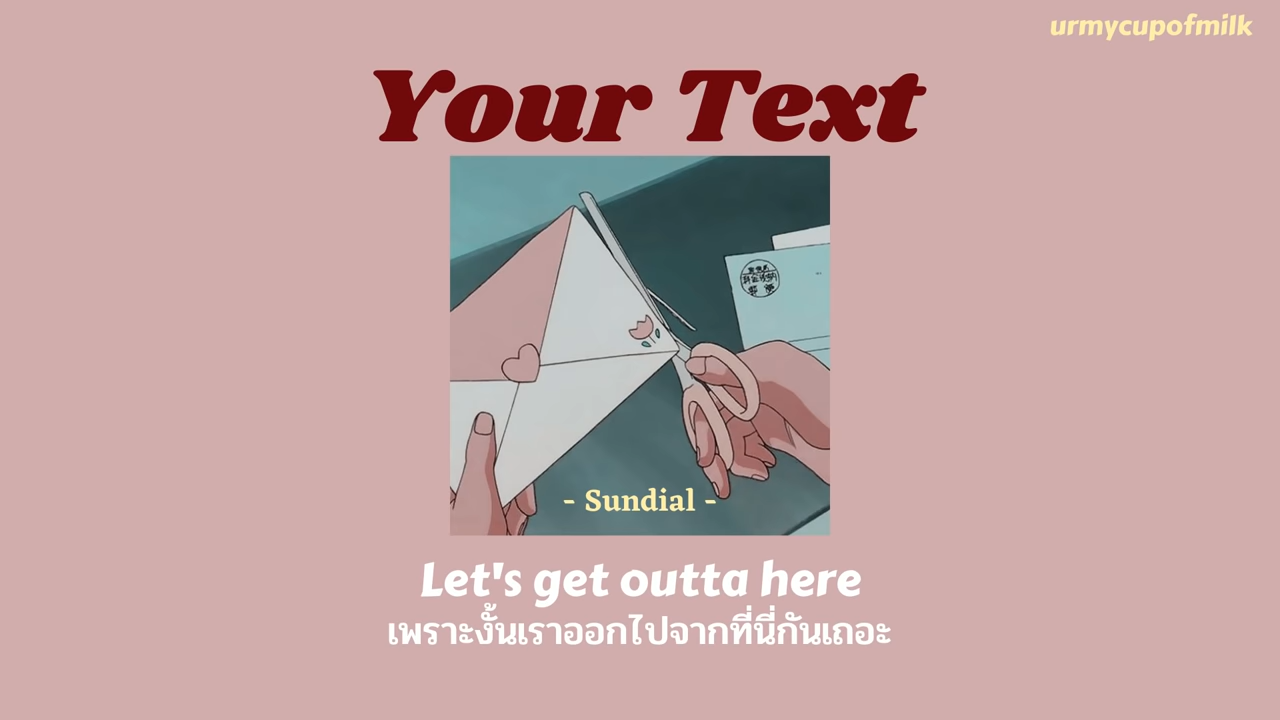 urmycupofmilk
Your Text
- Sundial -
Let's get outta here
เพราะงั้นเราออกไปจากที่นี่กันเถอะ